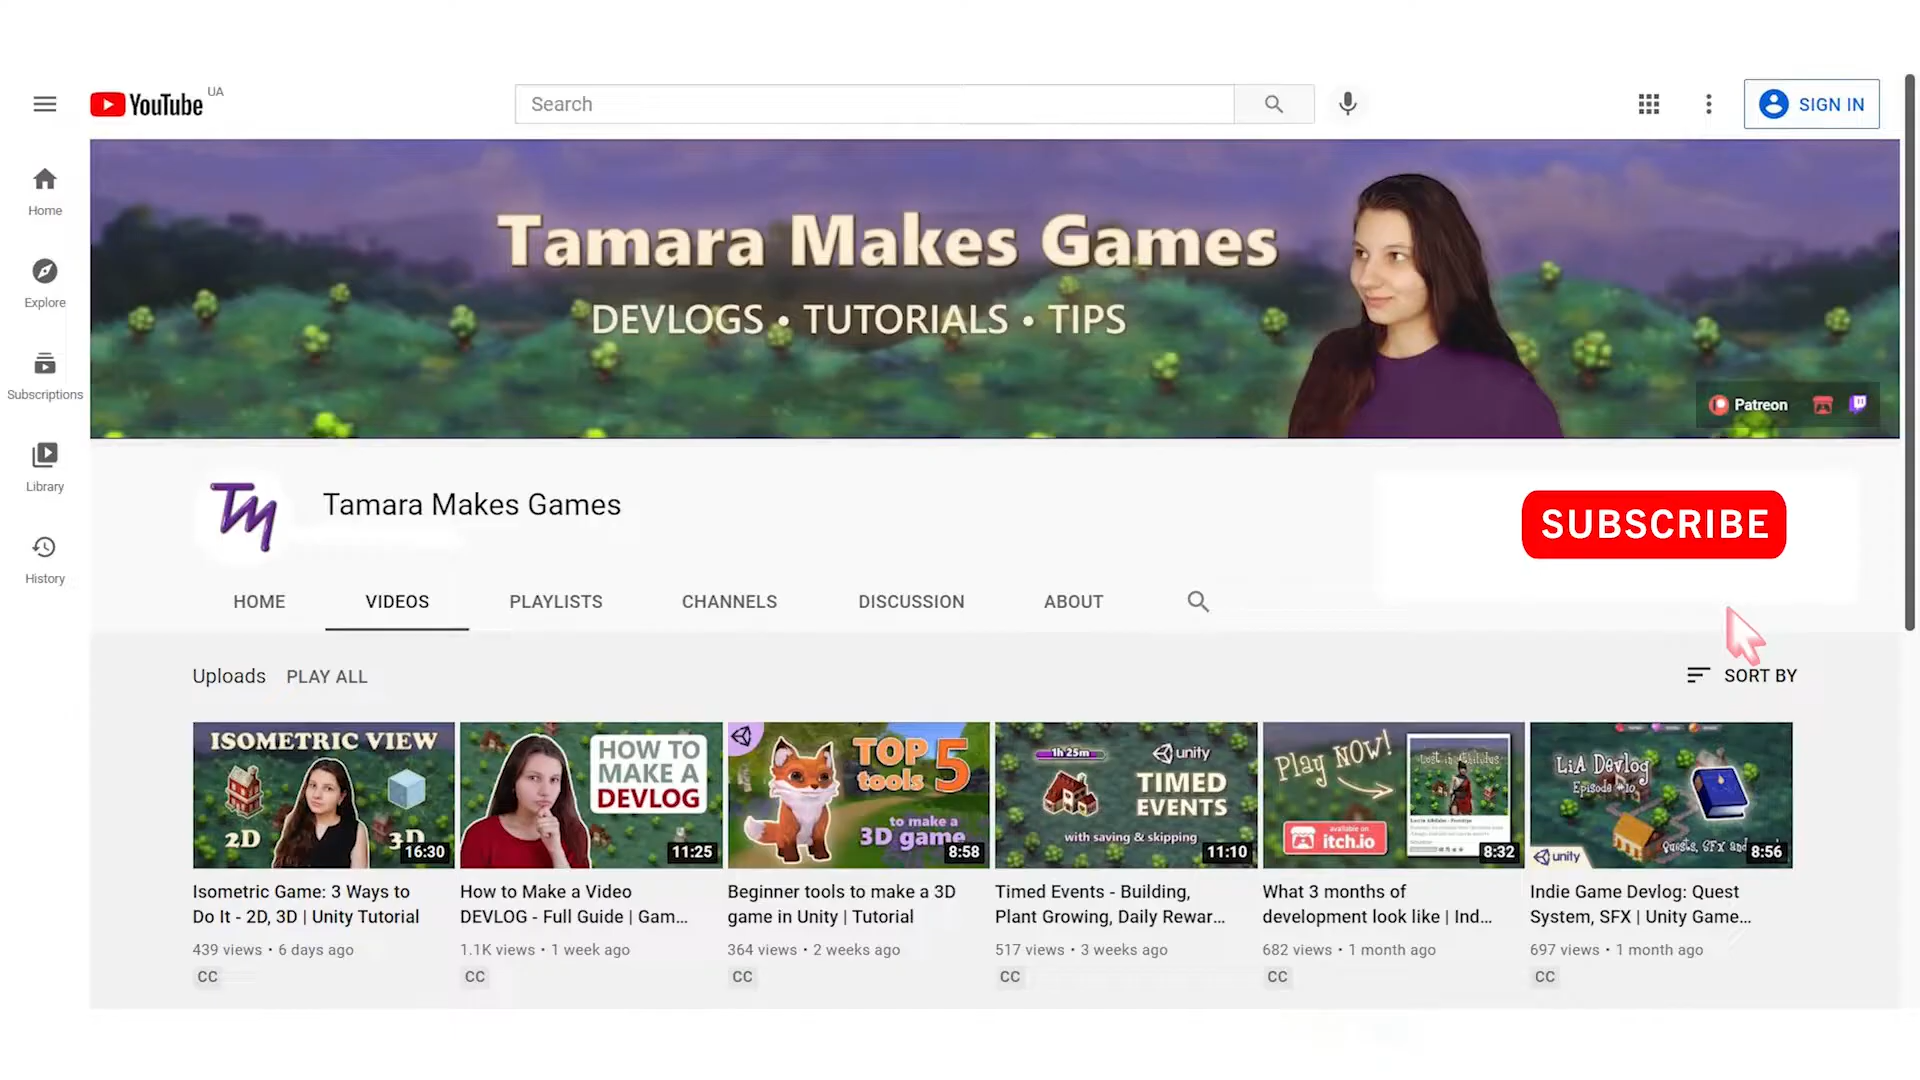 YouTube UA
Search
SIGN IN
Home
Explore
Subscriptions
Library
History
Tamara Makes Games
DEVLOGS • TUTORIALS • TIPS
Patreon
TM
Tamara Makes Games
SUBSCRIBE
HOME VIDEOS PLAYLISTS CHANNELS DISCUSSION ABOUT
Uploads PLAY ALL
SORT BY
ISOMETRIC VIEW
2D 3D
16:30
HOW TO
MAKE A
DEVLOG
11:25
TOP 5
tools
to make a
3D game
8:58
1h 25m
unity
TIMED
EVENTS
with saving & skipping
11:10
Play NOW!
available on
itch.io
8:32
LiA Devlog
Episode #10
unity
Quests, SFX and
8:56
Isometric Game: 3 Ways to
Do It - 2D, 3D | Unity Tutorial
439 views • 6 days ago
CC
How to Make a Video
DEVLOG - Full Guide | Gam...
1.1K views • 1 week ago
CC
Beginner tools to make a 3D
game in Unity | Tutorial
364 views • 2 weeks ago
CC
Timed Events - Building,
Plant Growing, Daily Rewar...
517 views • 3 weeks ago
CC
What 3 months of
development look like | Ind...
682 views • 1 month ago
CC
Indie Game Devlog: Quest
System, SFX | Unity Game...
697 views • 1 month ago
CC